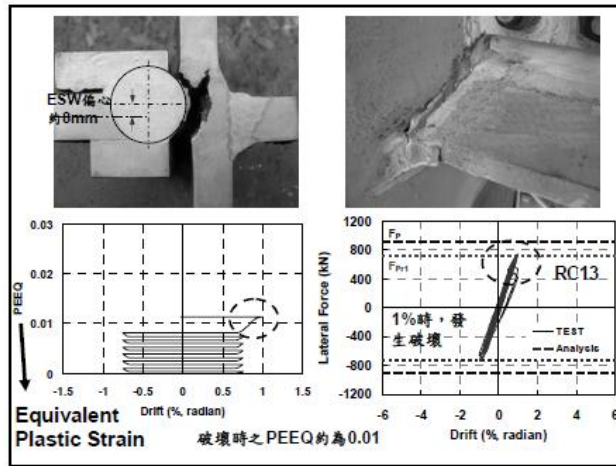 ESW偏心
約8mm
0.03
0.02
0.01
0
PEEQ
-1.5
-1
-0.5
0
0.5
1
1.5
Drift (%, radian)
Equivalent
Plastic Strain
破壞時之PEEQ約為0.01
1200
800
400
0
-400
-800
-1200
Lateral Force (kN)
FP
FPr1
RC13
1%時，發
生破壞
TEST
Analysis
-6
-4
-2
0
2
4
6
Drift (%, radian)